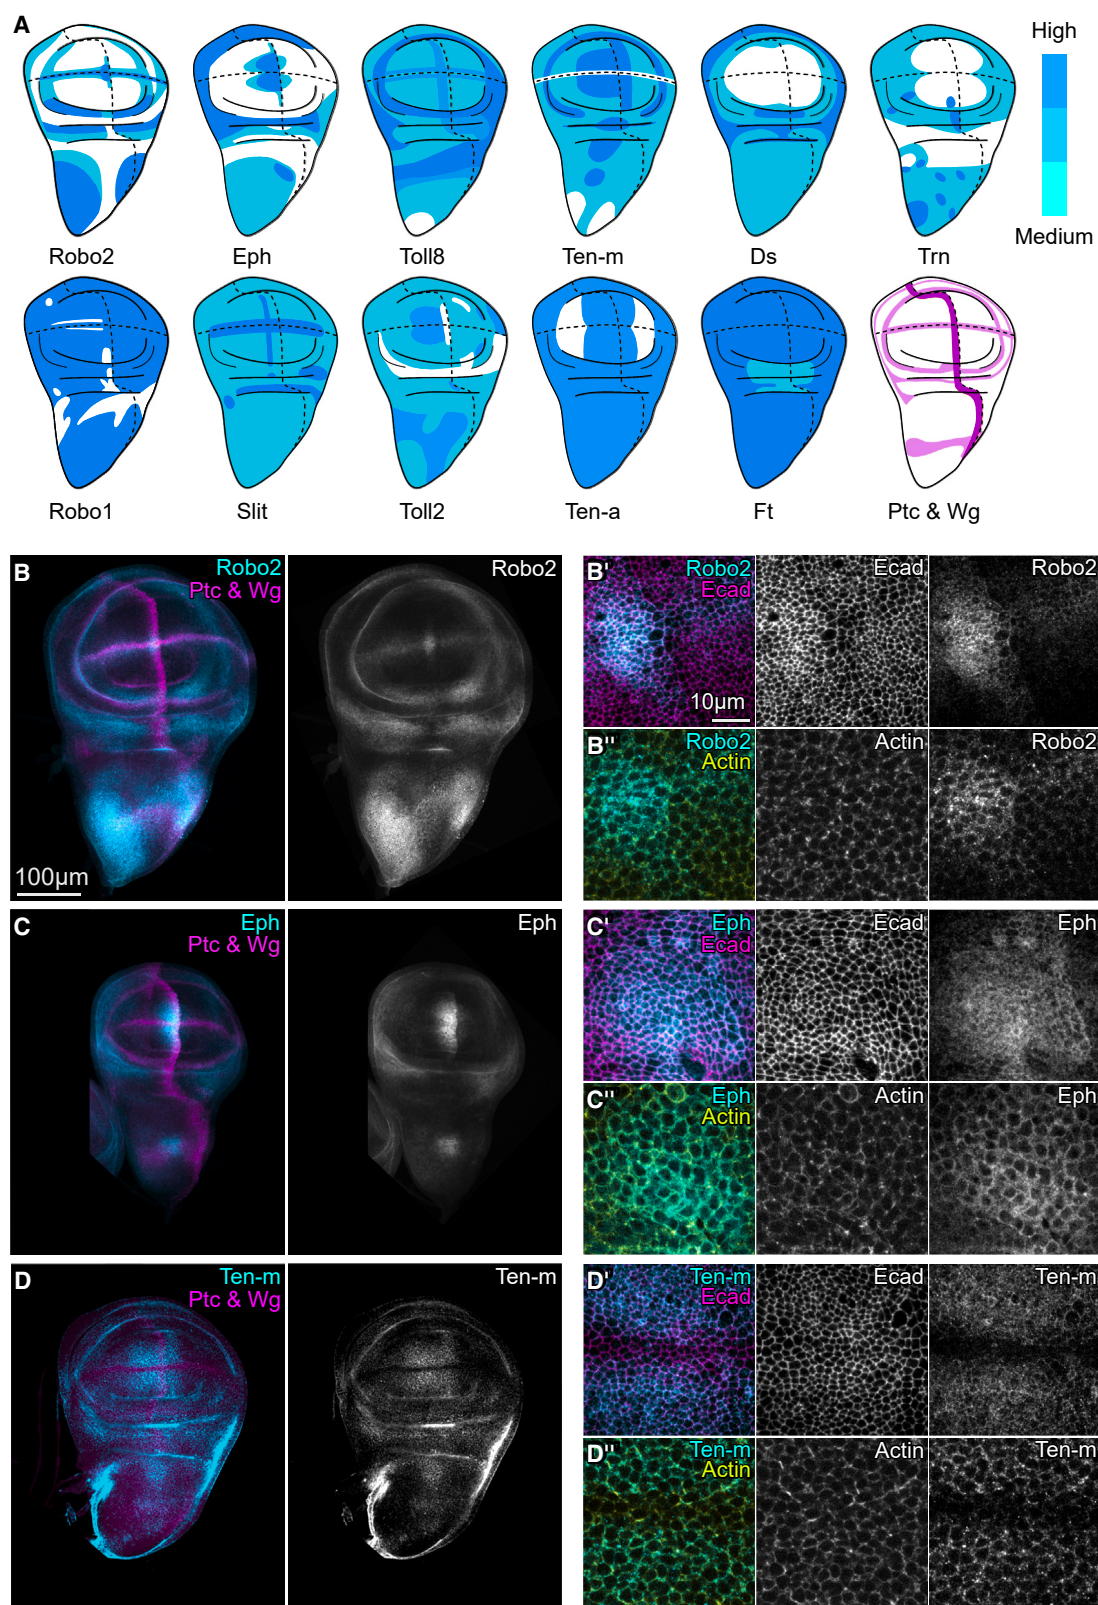 A
High
Medium
Robo2 Eph Toll8 Ten-m Ds Trn
Robo1 Slit Toll2 Ten-a Ft Ptc & Wg
B
Robo2
Ptc & Wg
100µm
Robo2
B'
Robo2
Ecad
10µm
Ecad
Robo2
B"
Robo2
Actin
Actin
Robo2
C
Eph
Ptc & Wg
Eph
C'
Eph
Ecad
Ecad
Eph
C"
Eph
Actin
Actin
Eph
D
Ten-m
Ptc & Wg
Ten-m
D'
Ten-m
Ecad
Ecad
Ten-m
D"
Ten-m
Actin
Actin
Ten-m